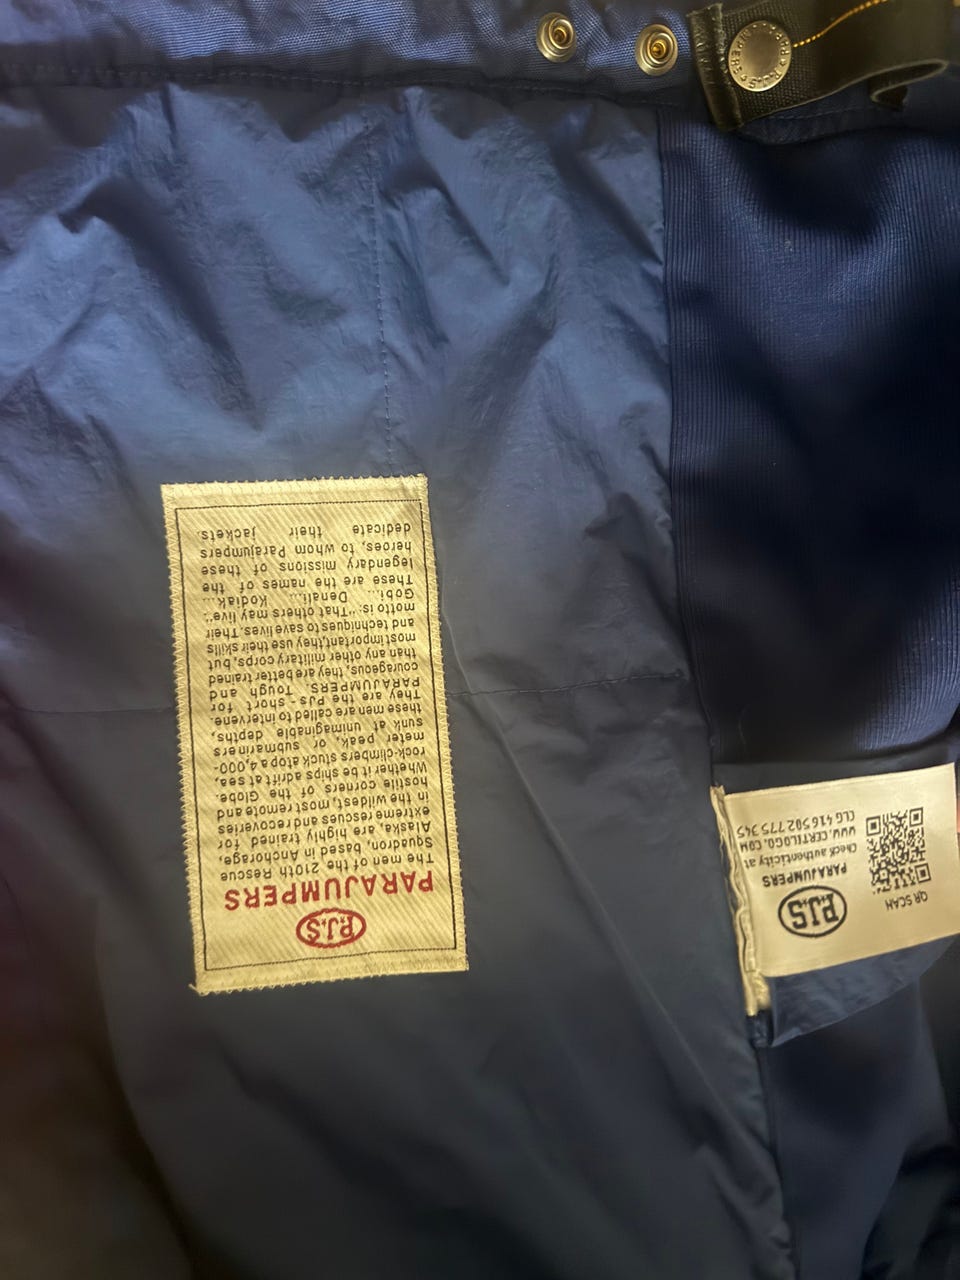 P.J.S
PARAJUMPERS
The men of the 210th Rescue
Squadron, based in Anchorage,
Alaska, are highly trained for
extreme rescues and recoveries
in the wildest, most remote and
hostile corners of the Globe.
Whether it be ships adrift at sea,
rock-climbers stuck atop a 4,000-
meter peak, or submariners
sunk at unimaginable depths,
these men are called to intervene.
They are the PJs - short for
PARAJUMPERS. Tough and
courageous, they are better trained
than any other military corps, but,
most important, they use their skills
and techniques to save lives. Their
motto is: "That others may live".
Gobi... Denali... Kodiak...
These are the names of the
legendary missions of these
heroes, to whom Parajumpers
dedicate their jackets.
QR SCAN
PJS
PARAJUMPERS
Check authenticity at
WWW.CERTILOGO.COM
CLG 416 502 775 345
P.J.S
PARAJUMPERS